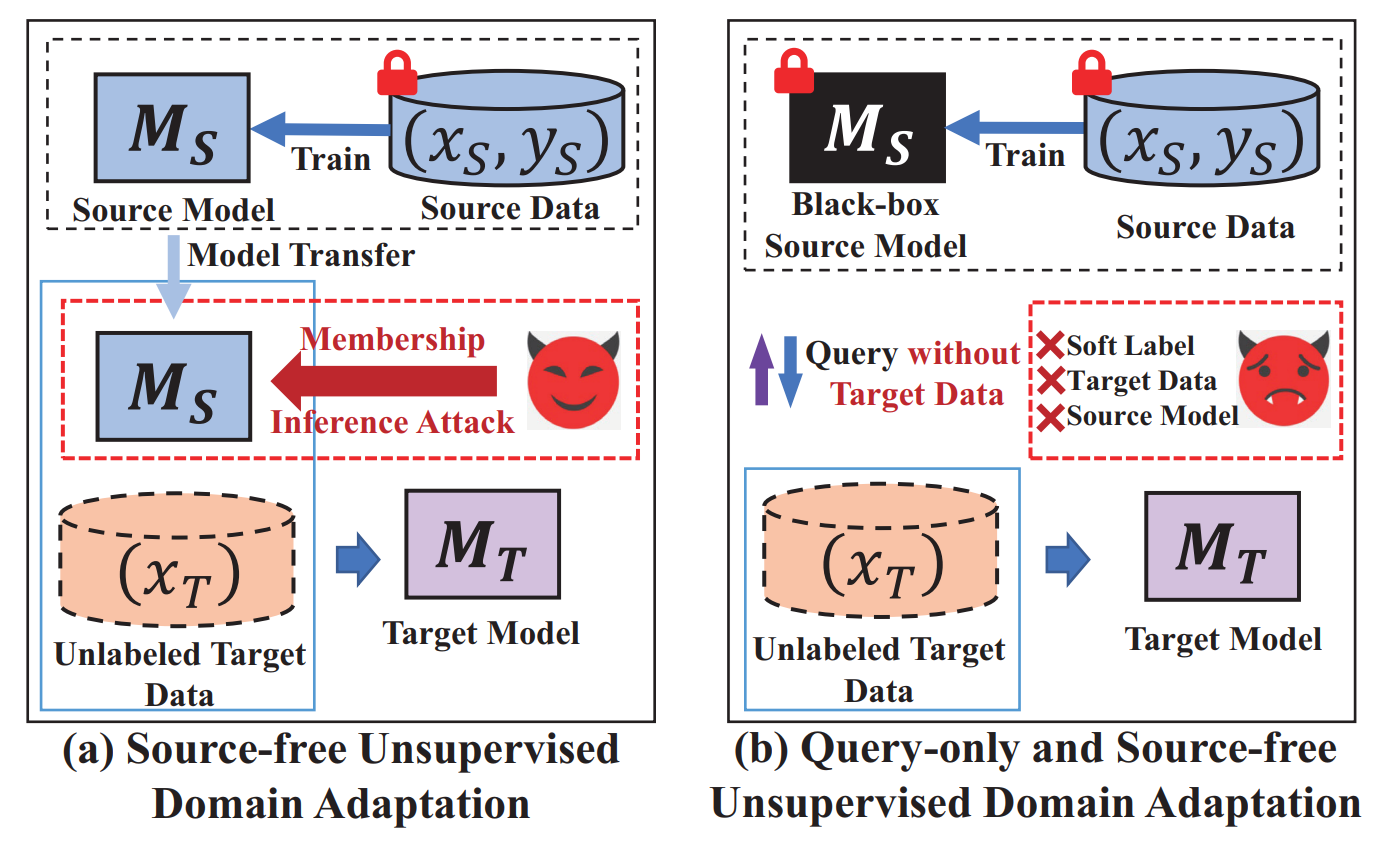 M_S
(x_S, y_S)
Train
Source Model
Source Data
Model Transfer
M_S
Membership
Inference Attack
(x_T)
M_T
Unlabeled Target
Data
Target Model
(a) Source-free Unsupervised
Domain Adaptation
M_S
(x_S, y_S)
Train
Black-box
Source Model
Source Data
Query without
Target Data
Soft Label
Target Data
Source Model
(x_T)
M_T
Unlabeled Target
Data
Target Model
(b) Query-only and Source-free
Unsupervised Domain Adaptation